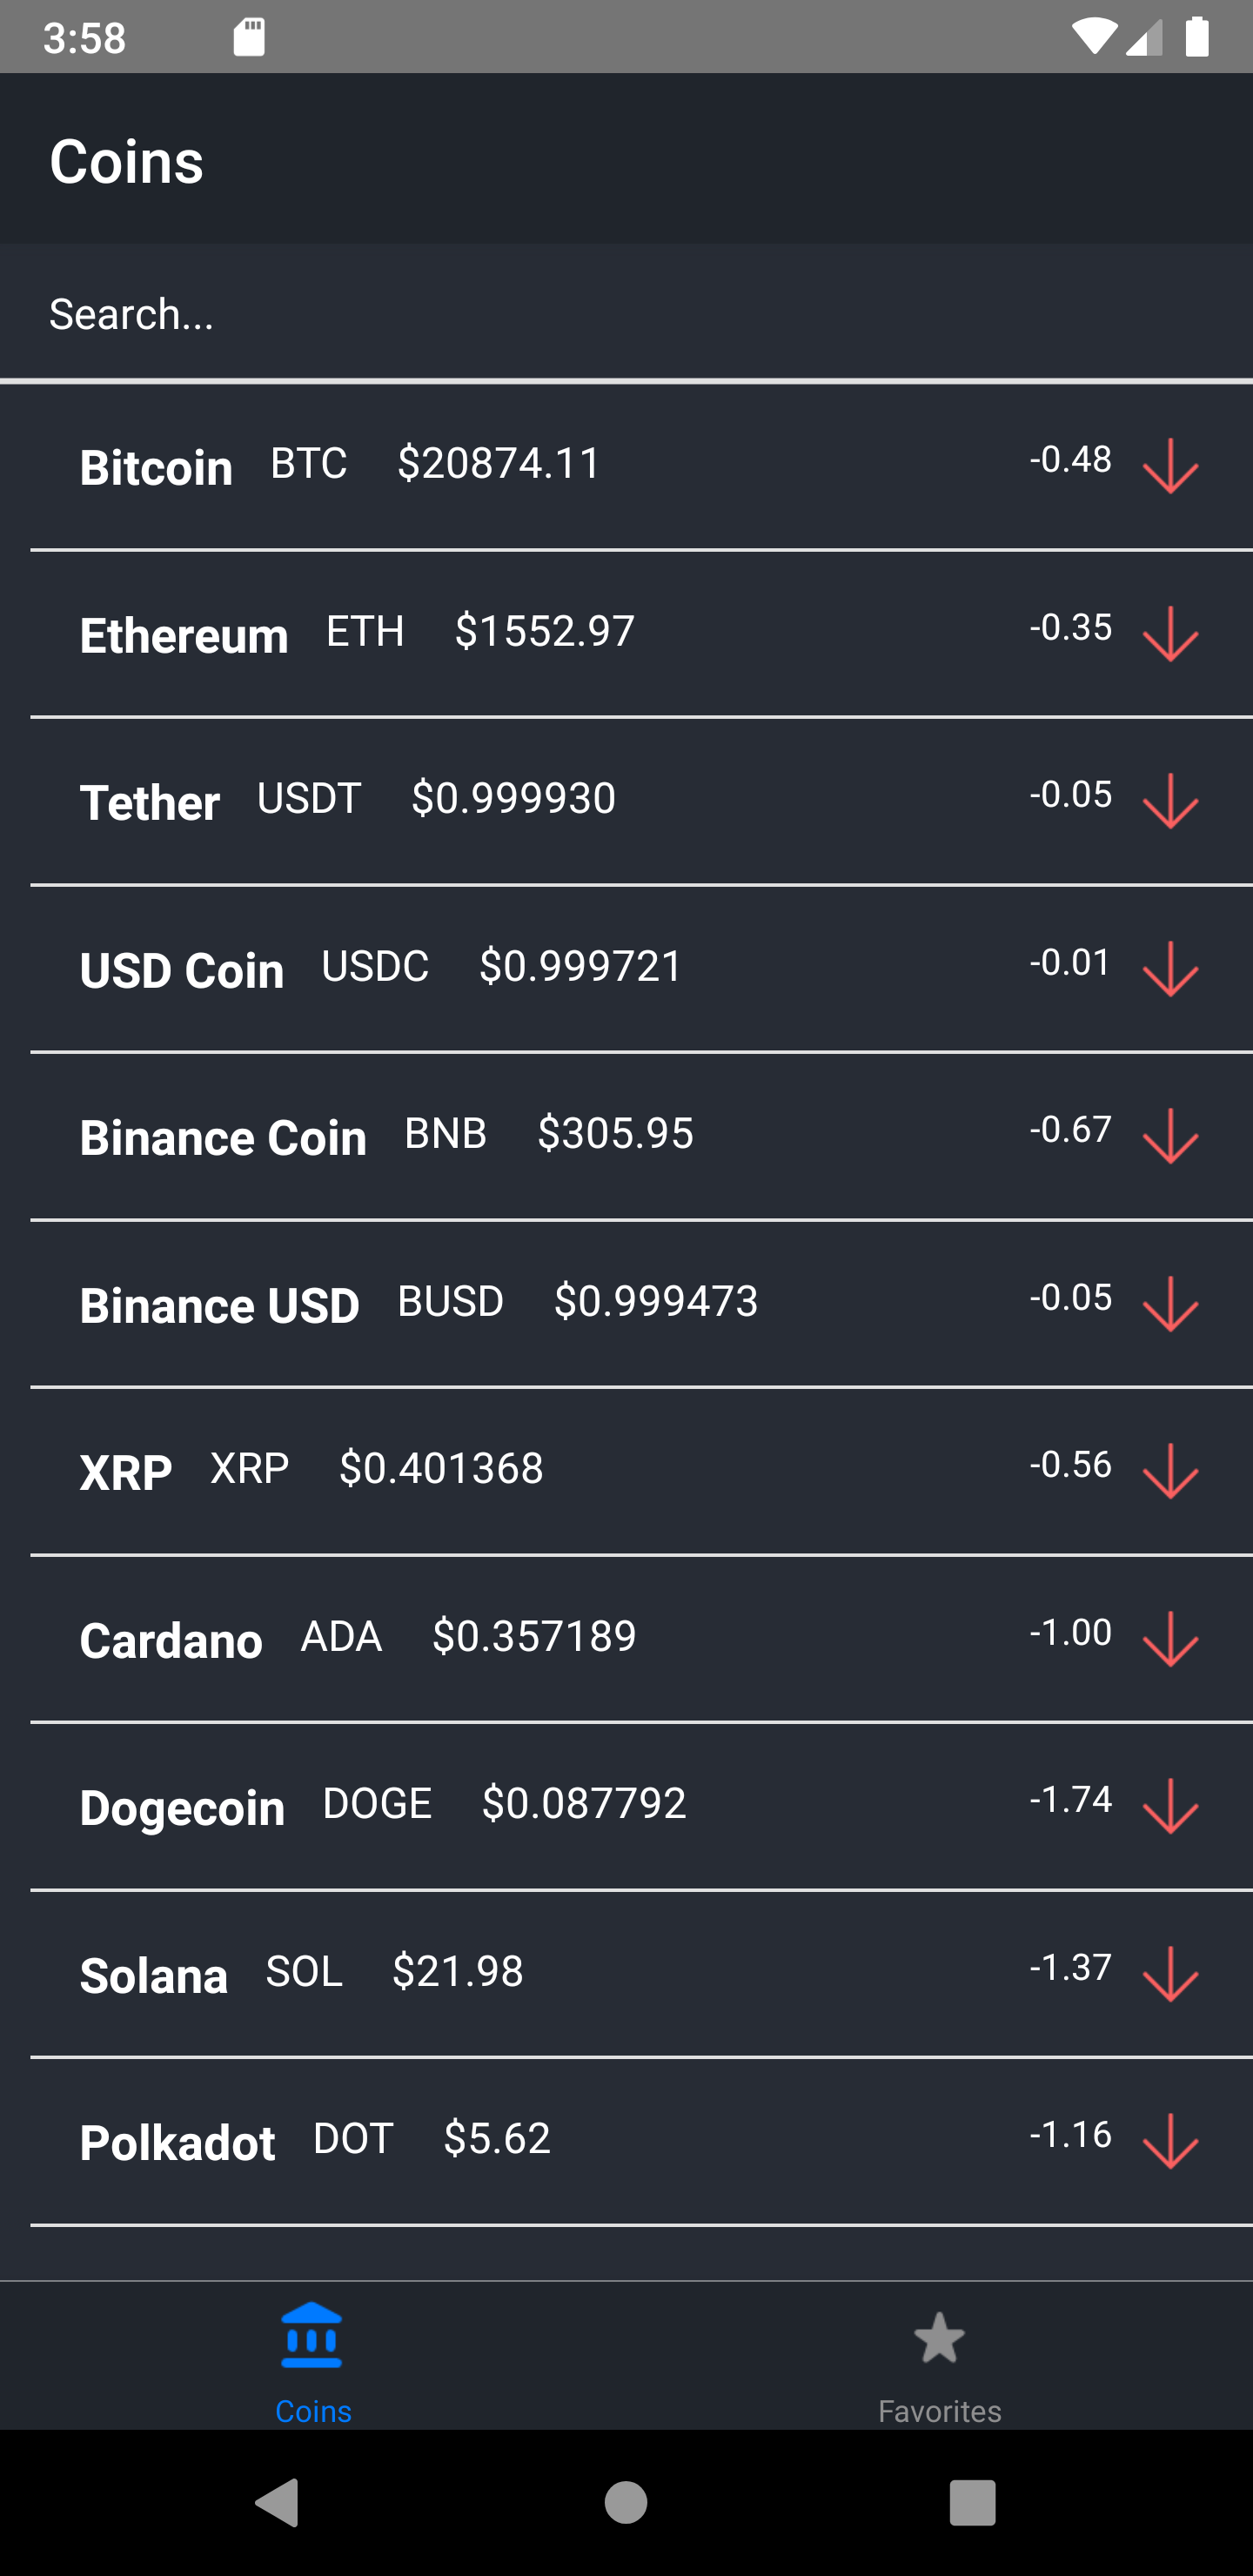 3:58
Coins
Search...
Bitcoin BTC $20874.11 -0.48
Ethereum ETH $1552.97 -0.35
Tether USDT $0.999930 -0.05
USD Coin USDC $0.999721 -0.01
Binance Coin BNB $305.95 -0.67
Binance USD BUSD $0.999473 -0.05
XRP XRP $0.401368 -0.56
Cardano ADA $0.357189 -1.00
Dogecoin DOGE $0.087792 -1.74
Solana SOL $21.98 -1.37
Polkadot DOT $5.62 -1.16
Coins Favorites